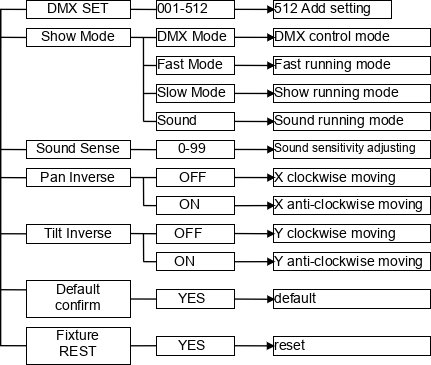 DMX SET 001-512 512 Add setting
Show Mode DMX Mode DMX control mode
Fast Mode Fast running mode
Slow Mode Show running mode
Sound Sound running mode
Sound Sense 0-99 Sound sensitivity adjusting
Pan Inverse OFF X clockwise moving
ON X anti-clockwise moving
Tilt Inverse OFF Y clockwise moving
ON Y anti-clockwise moving
Default
confirm YES default
Fixture
REST YES reset